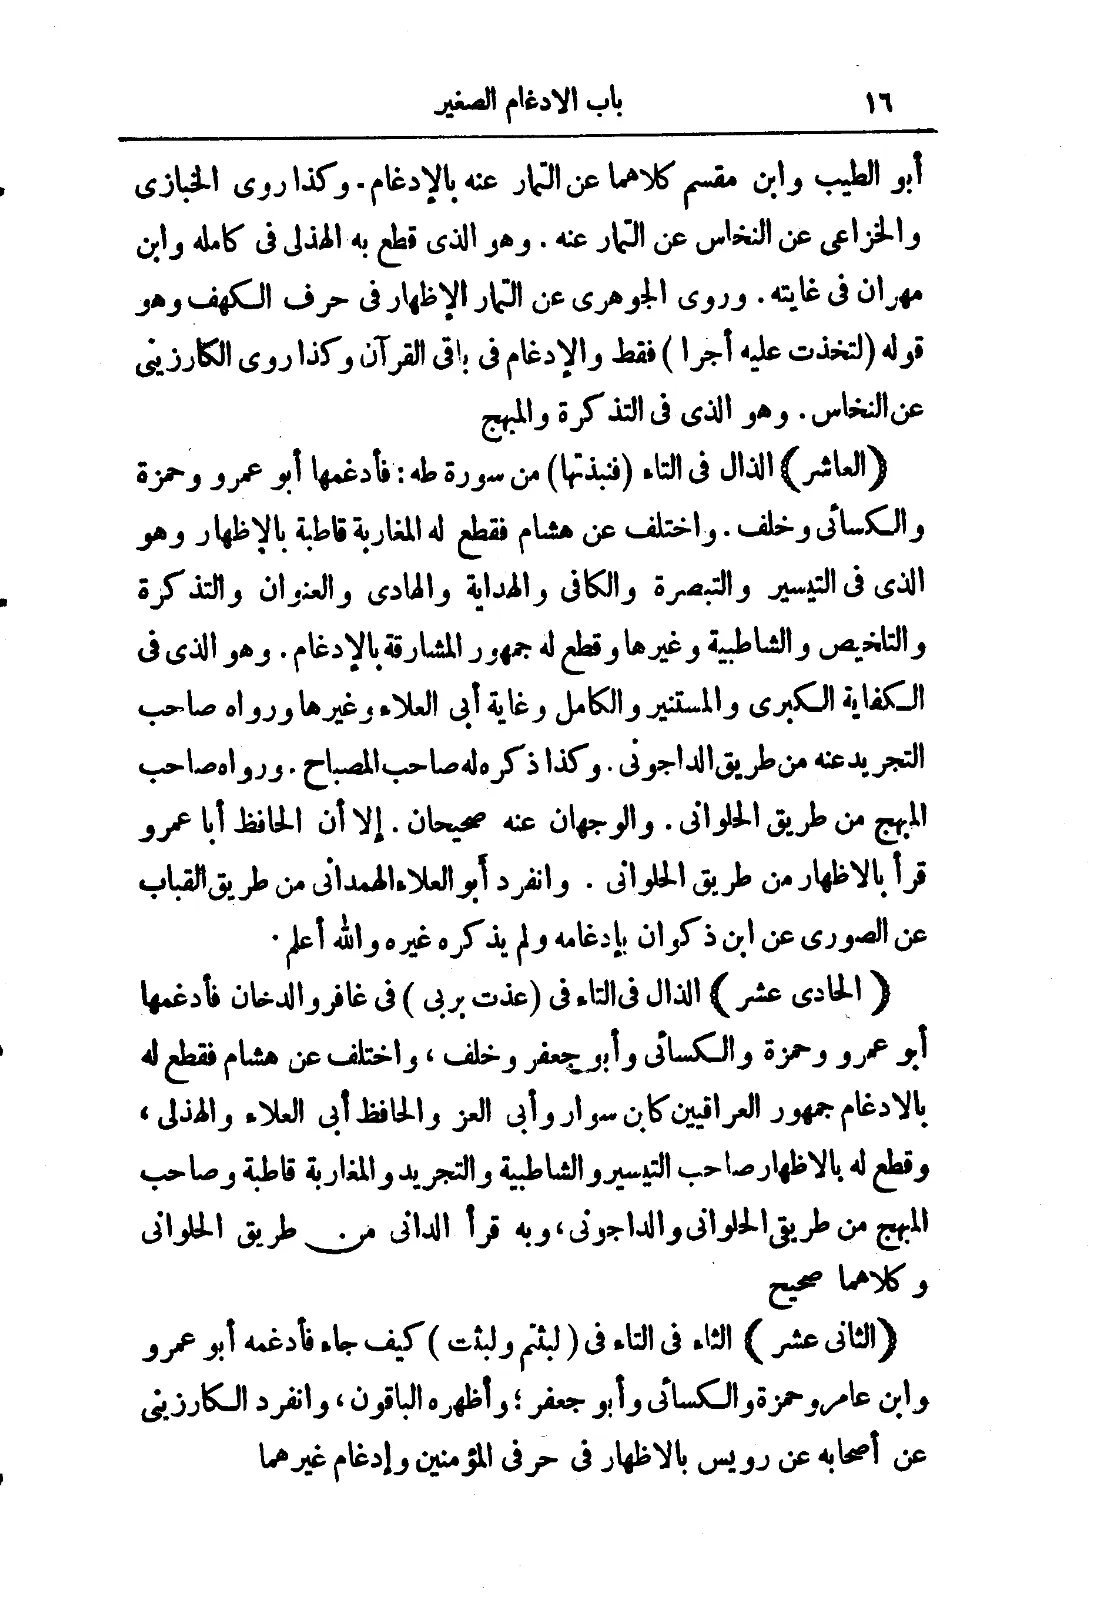 ١٦
باب الادغام الصغير
أبو الطيب وابن مقسم كلاهما عن التمار عنه بالإدغام. وكذا روى الخبازى
والخزاعى عن النخاس عن التمار عنه. وهو الذى قطع به الهذلى فى كامله وابن
مهران فى غايته. وروى الجوهرى عن التمار الإظهار فى حرف الكهف وهو
قوله (لتخذت عليه أجرا) فقط والإدغام فى باقى القرآن وكذا روى الكارزينى
عن النخاس. وهو الذى فى التذكرة والمبهج
(العاشر) الذال فى التاء (فنبذتها) من سورة طه: فأدغمها أبو عمرو وحمزة
والكسائى وخلف. واختلف عن هشام فقطع له المغاربة قاطبة بالإظهار وهو
الذى فى التيسير والتبصرة والكافى والهداية والهادى والعنوان والتذكرة
والتلخيص والشاطبية وغيرها وقطع له جمهور المشارقة بالإدغام. وهو الذى فى
الكفاية الكبرى والمستنير والكامل وغاية أبى العلاء وغيرها ورواه صاحب
التجريد عنه من طريق الداجونى. وكذا ذكره له صاحب المصباح. ورواه صاحب
المبهج من طريق الحلوانى. والوجهان عنه صحيحان. إلا أن الحافظ أبا عمرو
قرأ بالاظهار من طريق الحلوانى. وانفرد أبو العلاء الهمدانى من طريق القباب
عن الصورى عن ابن ذكوان بإدغامه ولم يذكره غيره والله أعلم.
(الحادى عشر) الذال فى التاء فى (عذت بربى) فى غافر والدخان فأدغمها
أبو عمرو وحمزة والكسائى وأبو جعفر وخلف، واختلف عن هشام فقطع له
بالادغام جمهور العراقيين كابن سوار وأبى العز والحافظ أبى العلاء والهذلى،
وقطع له بالاظهار صاحب التيسير والشاطبية والتجريد والمغاربة قاطبة وصاحب
المبهج من طريقى الحلوانى والداجونى، وبه قرأ الدانى من طريق الحلوانى
وكلاهما صحيح
(الثانى عشر) الثاء فى التاء فى (لبثتم ولبثت) كيف جاء فأدغمه أبو عمرو
وابن عامر وحمزة والكسائى وأبو جعفر؛ وأظهره الباقون، وانفرد الكارزينى
عن أصحابه عن رويس بالاظهار فى حرفى المؤمنين وإدغام غيرهما